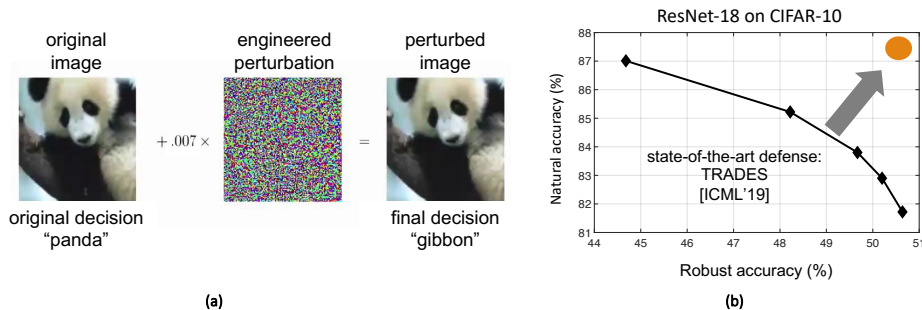 original
image
engineered
perturbation
perturbed
image
+ .007 ×
=
original decision
“panda”
final decision
“gibbon”
(a)
ResNet-18 on CIFAR-10
Natural accuracy (%)
88
87
86
85
84
83
82
81
state-of-the-art defense:
TRADES
[ICML’19]
44 45 46 47 48 49 50 51
Robust accuracy (%)
(b)